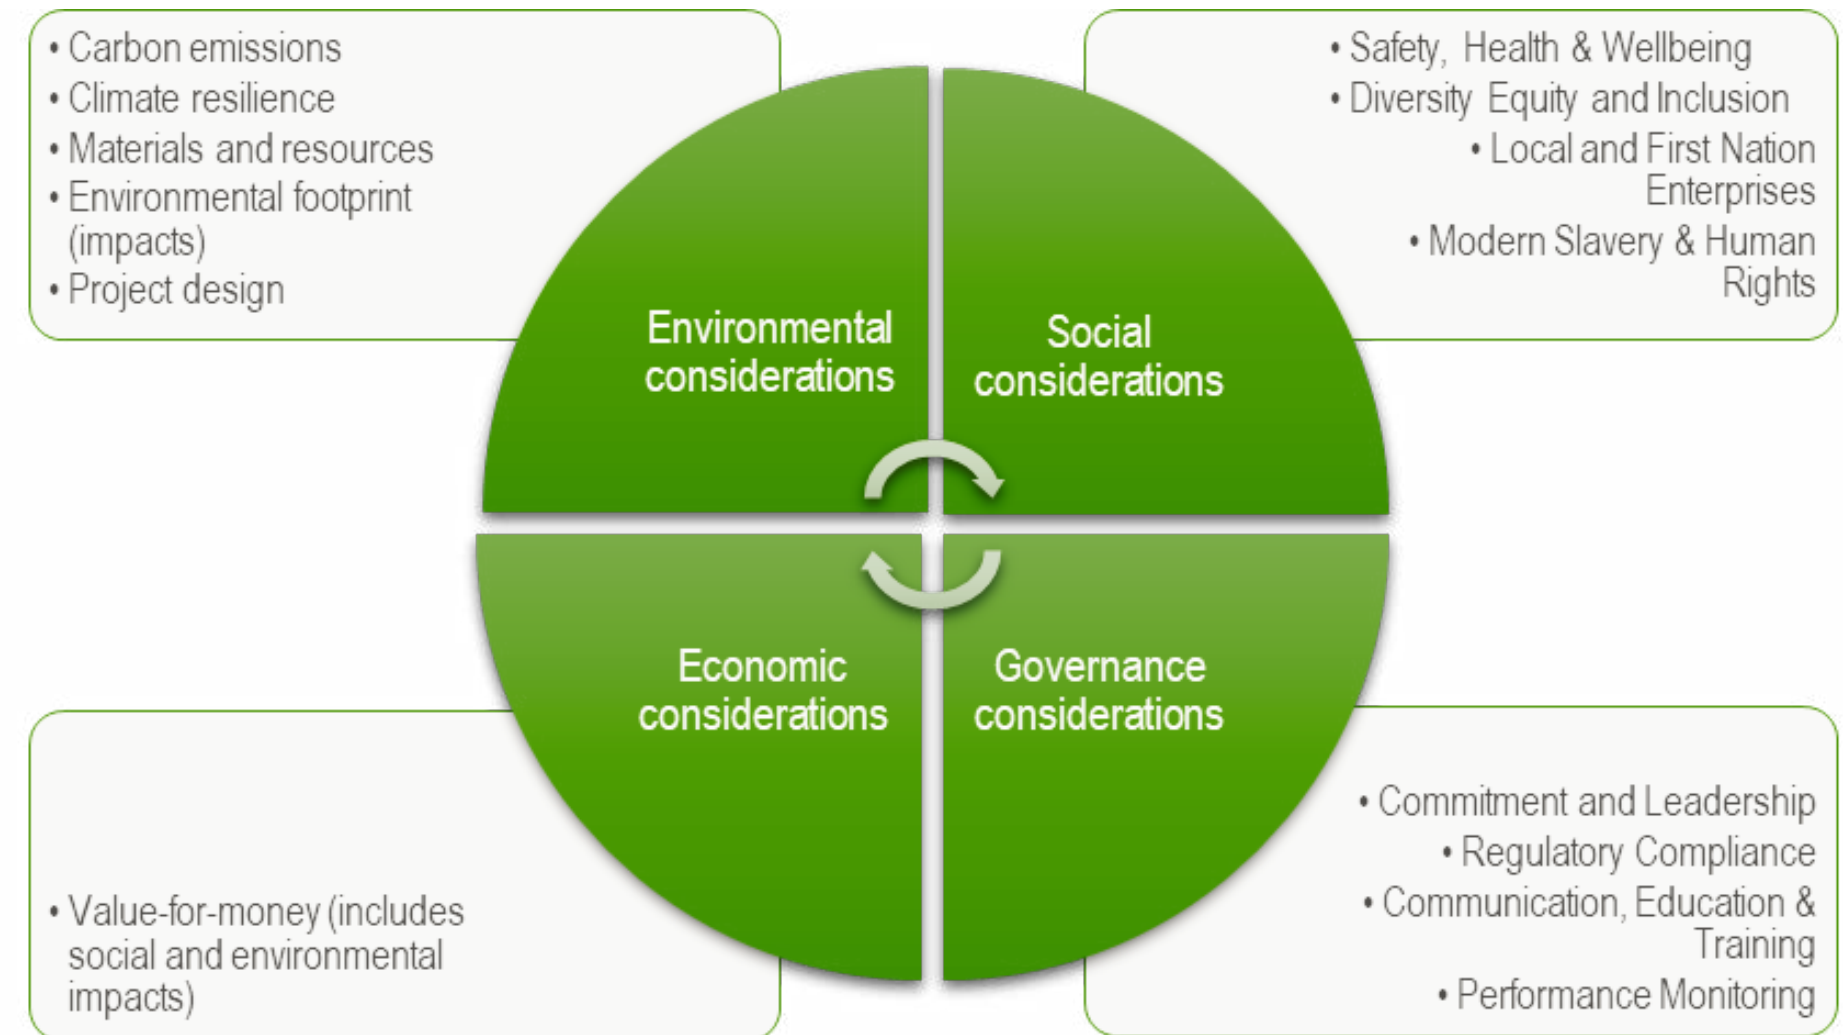 • Carbon emissions
• Climate resilience
• Materials and resources
• Environmental footprint
(impacts)
• Project design
• Safety, Health & Wellbeing
• Diversity Equity and Inclusion
• Local and First Nation
Enterprises
• Modern Slavery & Human
Rights
Environmental
considerations
Social
considerations
Economic
considerations
Governance
considerations
• Value-for-money (includes
social and environmental
impacts)
• Commitment and Leadership
• Regulatory Compliance
• Communication, Education &
Training
• Performance Monitoring